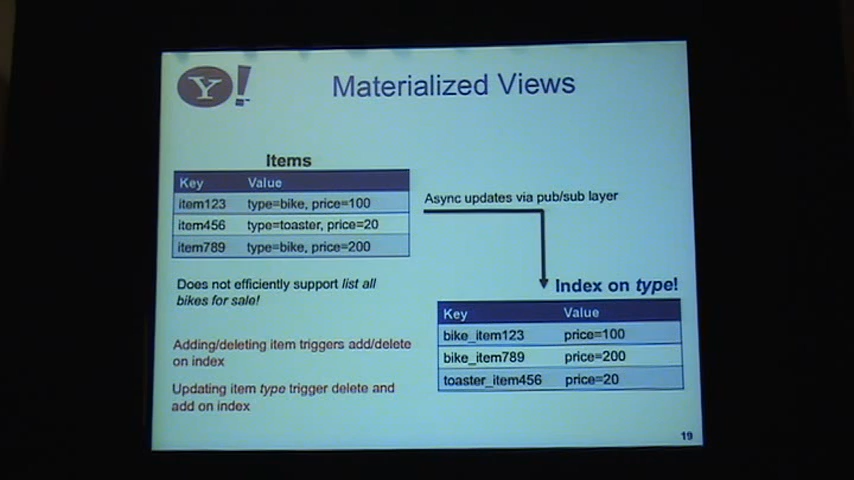 Y!
Materialized Views
Items
Key Value
item123 type=bike, price=100
item456 type=toaster, price=20
item789 type=bike, price=200
Async updates via pub/sub layer
Does not efficiently support list all
bikes for sale!
Index on type!
Key Value
bike_item123 price=100
bike_item789 price=200
toaster_item456 price=20
Adding/deleting item triggers add/delete
on index
Updating item type trigger delete and
add on index
19